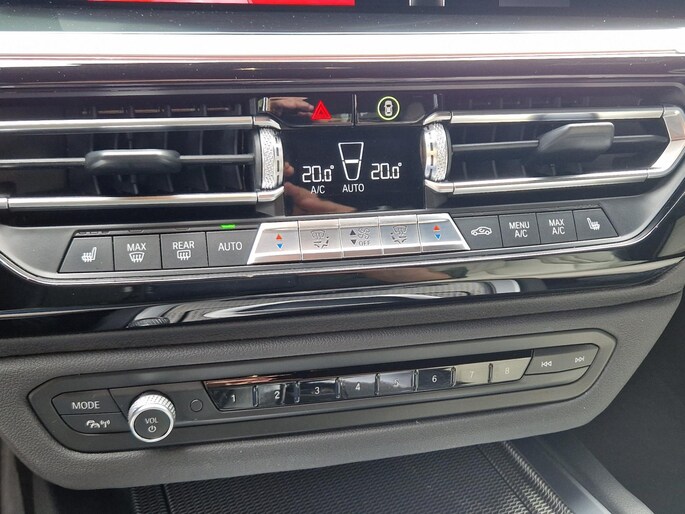 20.0° 20.0°
A/C AUTO
MAX REAR AUTO OFF MENU A/C MAX A/C
MODE VOL 1 2 3 4 5 6 7 8